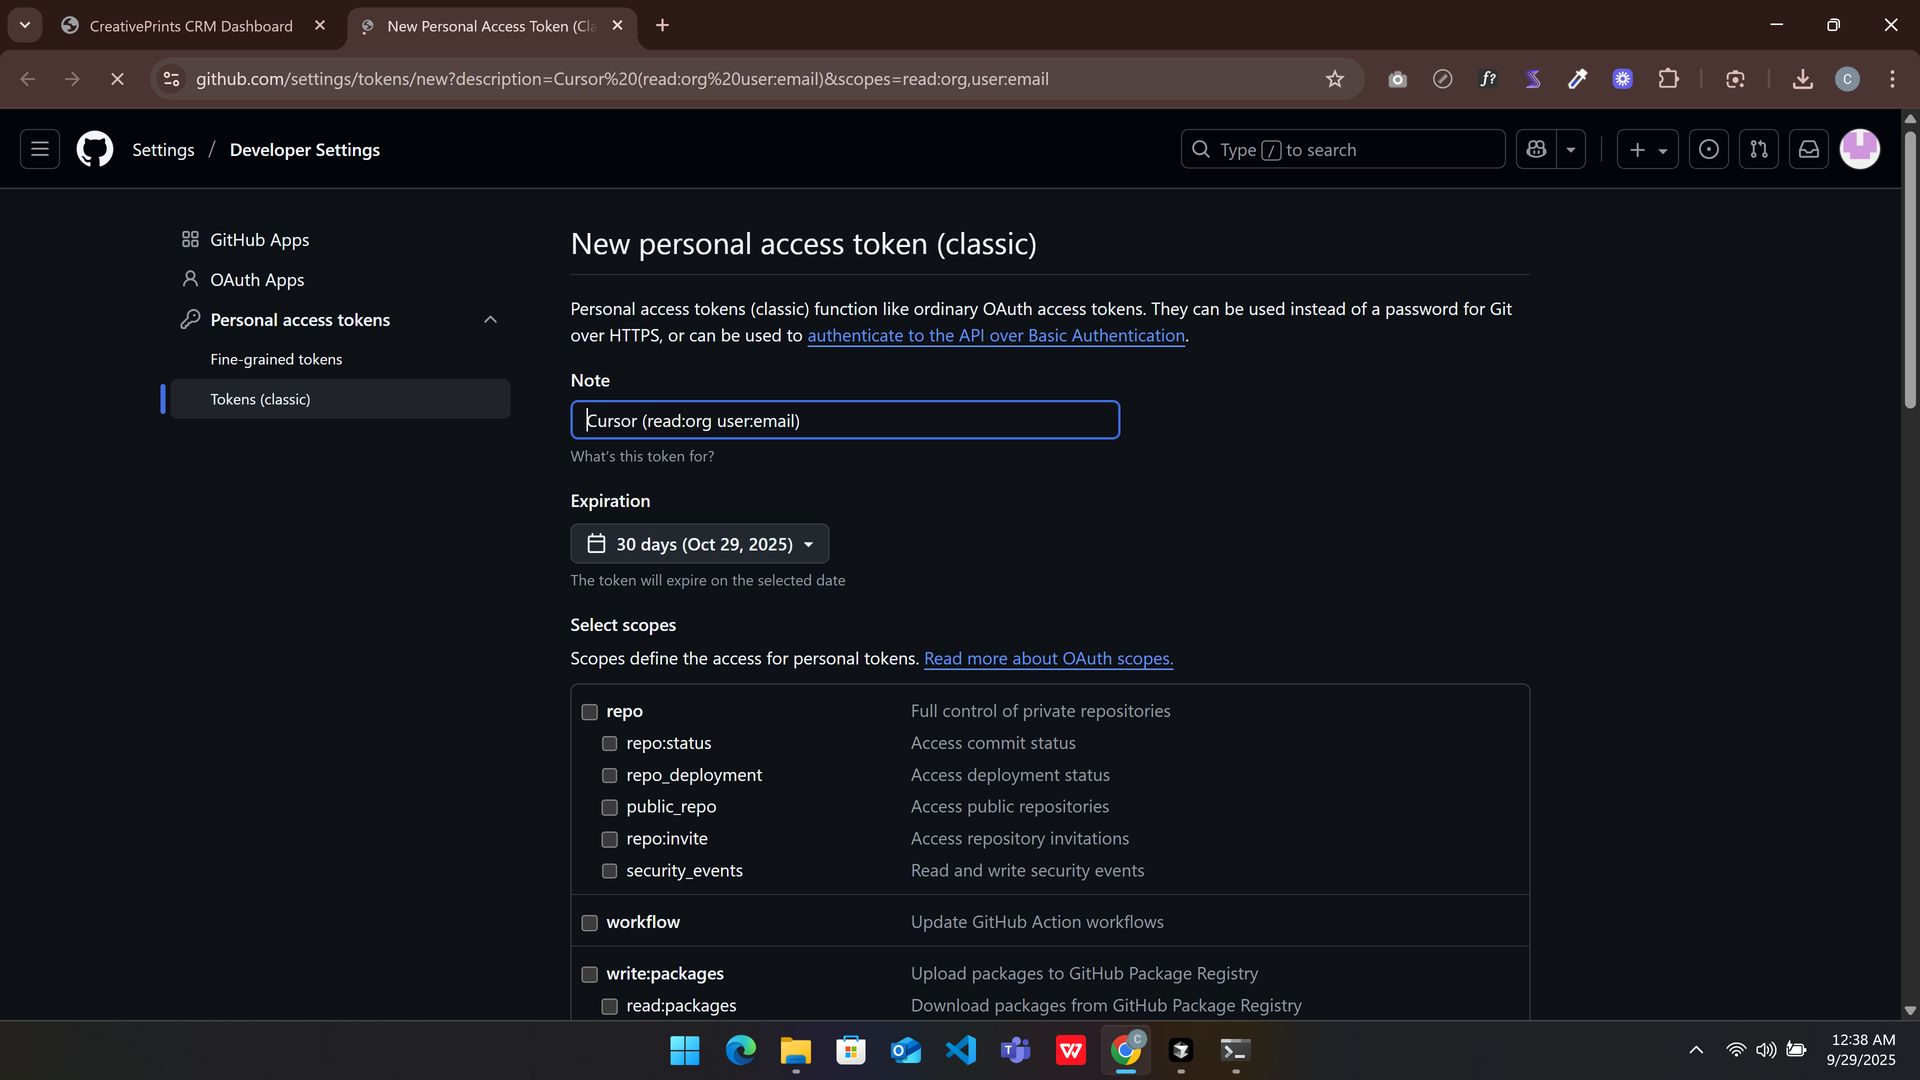 CreativePrints CRM Dashboard
New Personal Access Token (Cla
github.com/settings/tokens/new?description=Cursor%20(read:org%20user:email)&scopes=read:org,user:email
f?
C
Settings / Developer Settings
Type / to search
GitHub Apps
OAuth Apps
Personal access tokens
Fine-grained tokens
Tokens (classic)
New personal access token (classic)
Personal access tokens (classic) function like ordinary OAuth access tokens. They can be used instead of a password for Git
over HTTPS, or can be used to authenticate to the API over Basic Authentication.
Note
Cursor (read:org user:email)
What's this token for?
Expiration
30 days (Oct 29, 2025)
The token will expire on the selected date
Select scopes
Scopes define the access for personal tokens. Read more about OAuth scopes.
repo Full control of private repositories
repo:status Access commit status
repo_deployment Access deployment status
public_repo Access public repositories
repo:invite Access repository invitations
security_events Read and write security events
workflow Update GitHub Action workflows
write:packages Upload packages to GitHub Package Registry
read:packages Download packages from GitHub Package Registry
12:38 AM
9/29/2025